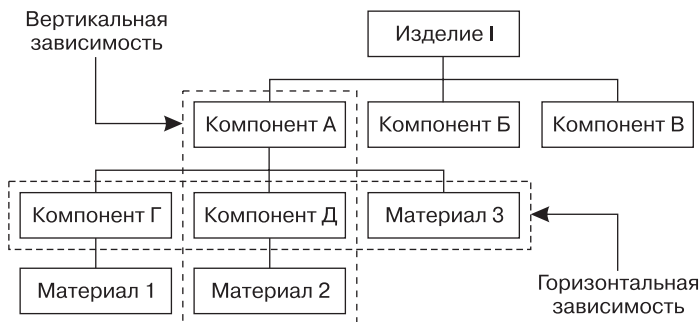 Вертикальная
зависимость
Изделие I
Компонент А
Компонент Б
Компонент В
Компонент Г
Компонент Д
Материал 3
Материал 1
Материал 2
Горизонтальная
зависимость